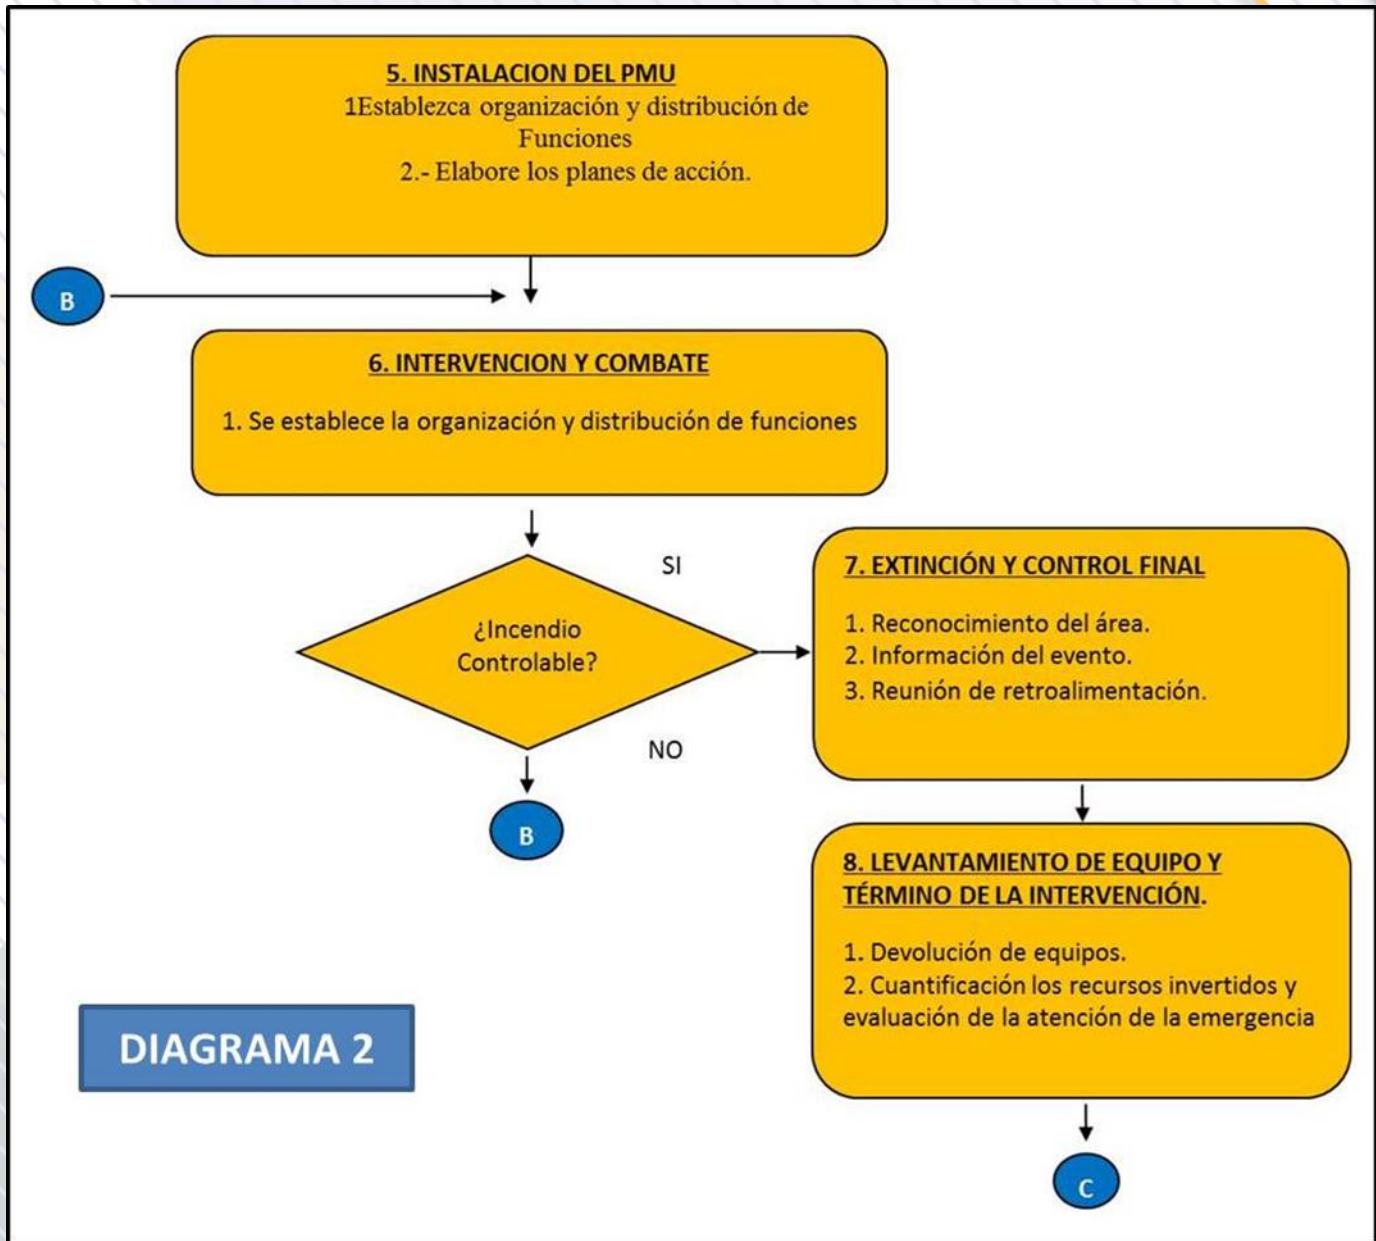 5. INSTALACION DEL PMU
1Establezca organización y distribución de
Funciones
2.- Elabore los planes de acción.
B
6. INTERVENCION Y COMBATE
1. Se establece la organización y distribución de funciones
SI
¿Incendio
Controlable?
NO
B
7. EXTINCIÓN Y CONTROL FINAL
1. Reconocimiento del área.
2. Información del evento.
3. Reunión de retroalimentación.
8. LEVANTAMIENTO DE EQUIPO Y
TÉRMINO DE LA INTERVENCIÓN.
1. Devolución de equipos.
2. Cuantificación los recursos invertidos y
evaluación de la atención de la emergencia
DIAGRAMA 2
C